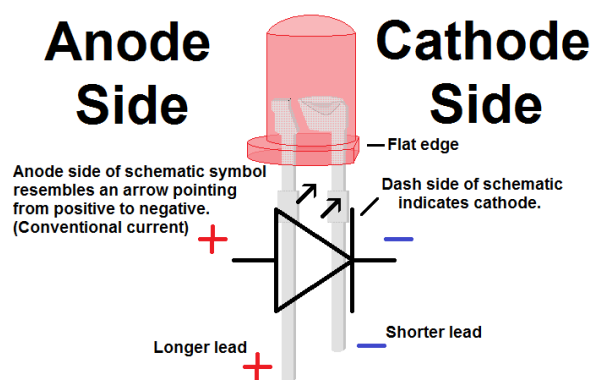 Anode
Side
Cathode
Side
Flat edge
Anode side of schematic symbol
resembles an arrow pointing
from positive to negative.
(Conventional current)
Dash side of schematic
indicates cathode.
+
−
Shorter lead
−
Longer lead
+